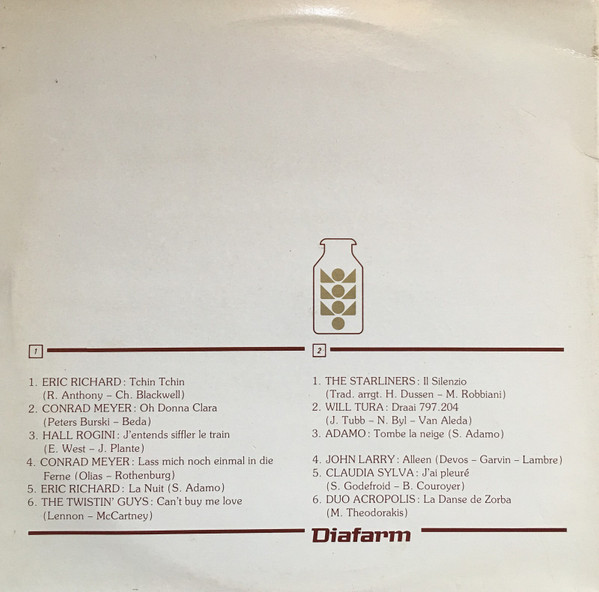 1
1. ERIC RICHARD : Tchin Tchin
(R. Anthony – Ch. Blackwell)
2. CONRAD MEYER : Oh Donna Clara
(Peters Burski – Beda)
3. HALL ROGINI : J'entends siffler le train
(E. West – J. Plante)
4. CONRAD MEYER : Lass mich noch einmal in die
Ferne (Olias – Rothenburg)
5. ERIC RICHARD : La Nuit (S. Adamo)
6. THE TWISTIN' GUYS : Can't buy me love
(Lennon – McCartney)
2
1. THE STARLINERS : Il Silenzio
(Trad. arrgt. H. Dussen – M. Robbiani)
2. WILL TURA : Draai 797.204
(J. Tubb – N. Byl – Van Aleda)
3. ADAMO : Tombe la neige (S. Adamo)
4. JOHN LARRY : Alleen (Devos – Garvin – Lambre)
5. CLAUDIA SYLVA : J'ai pleuré
(S. Godefroid – B. Couroyer)
6. DUO ACROPOLIS : La Danse de Zorba
(M. Theodorakis)
Diafarm